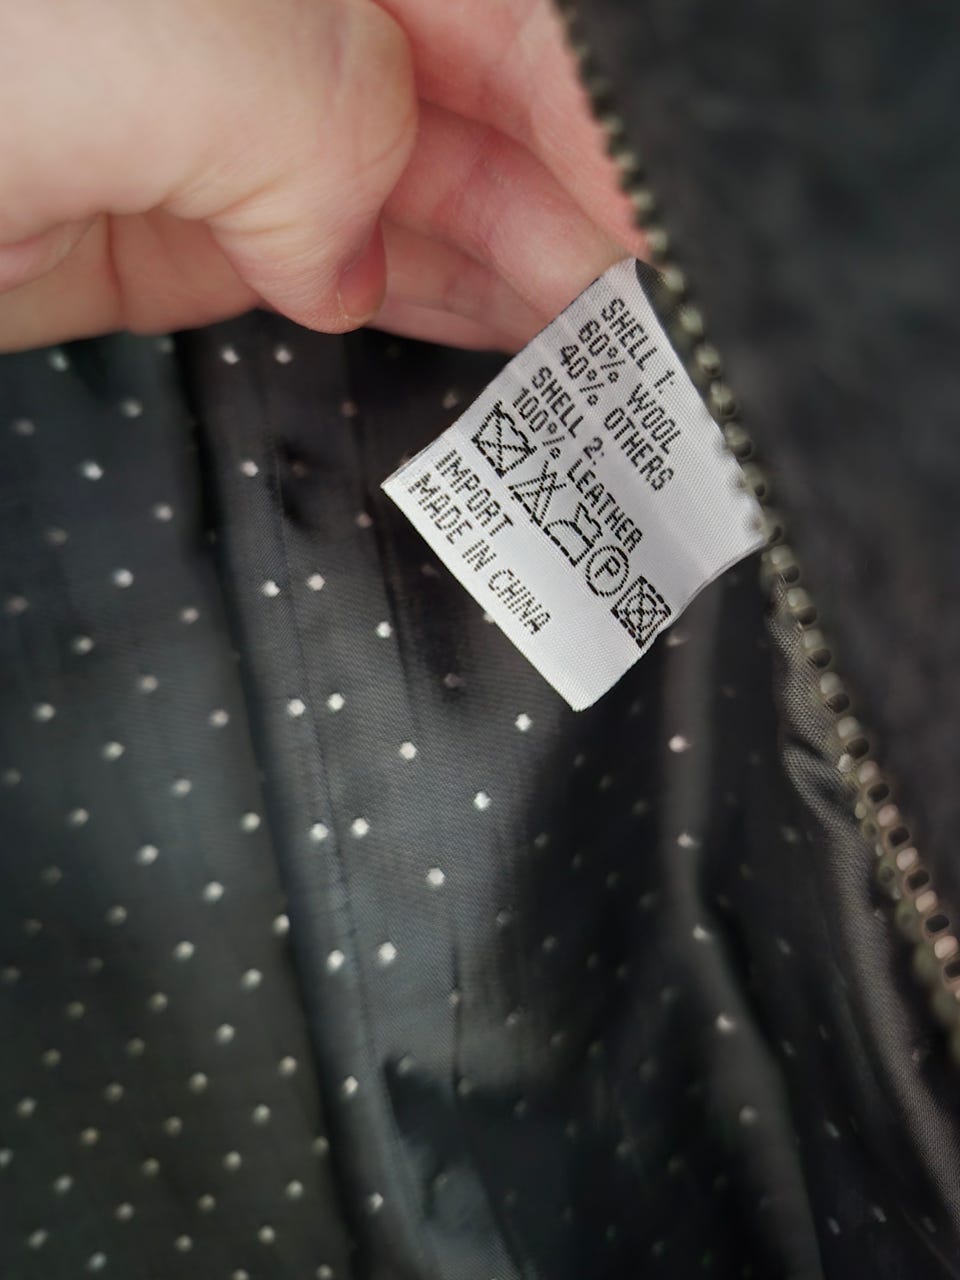 SHELL 1:
60% WOOL
40% OTHERS
SHELL 2:
100% LEATHER
P
IMPORT
MADE IN CHINA